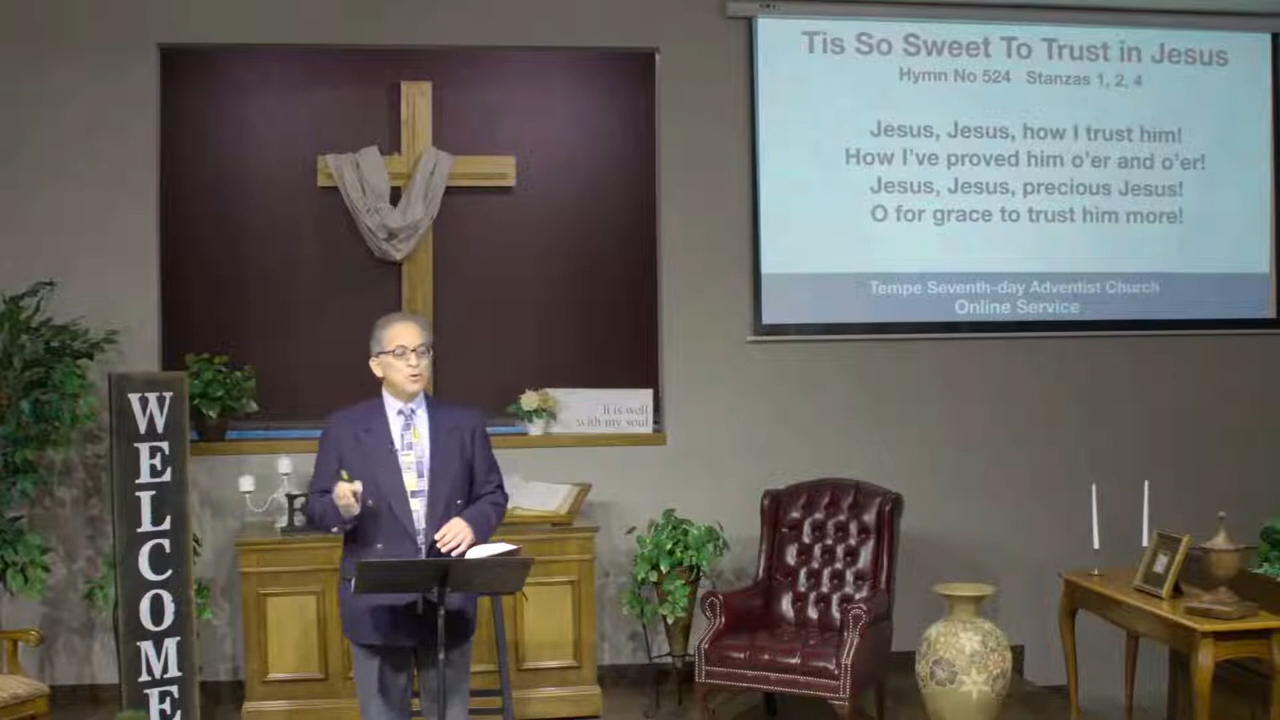 Tis So Sweet To Trust in Jesus
Hymn No 524 Stanzas 1, 2, 4
Jesus, Jesus, how I trust him!
How I've proved him o'er and o'er!
Jesus, Jesus, precious Jesus!
O for grace to trust him more!
Tempe Seventh-day Adventist Church
Online Service
It is well
with my soul
WELCOME